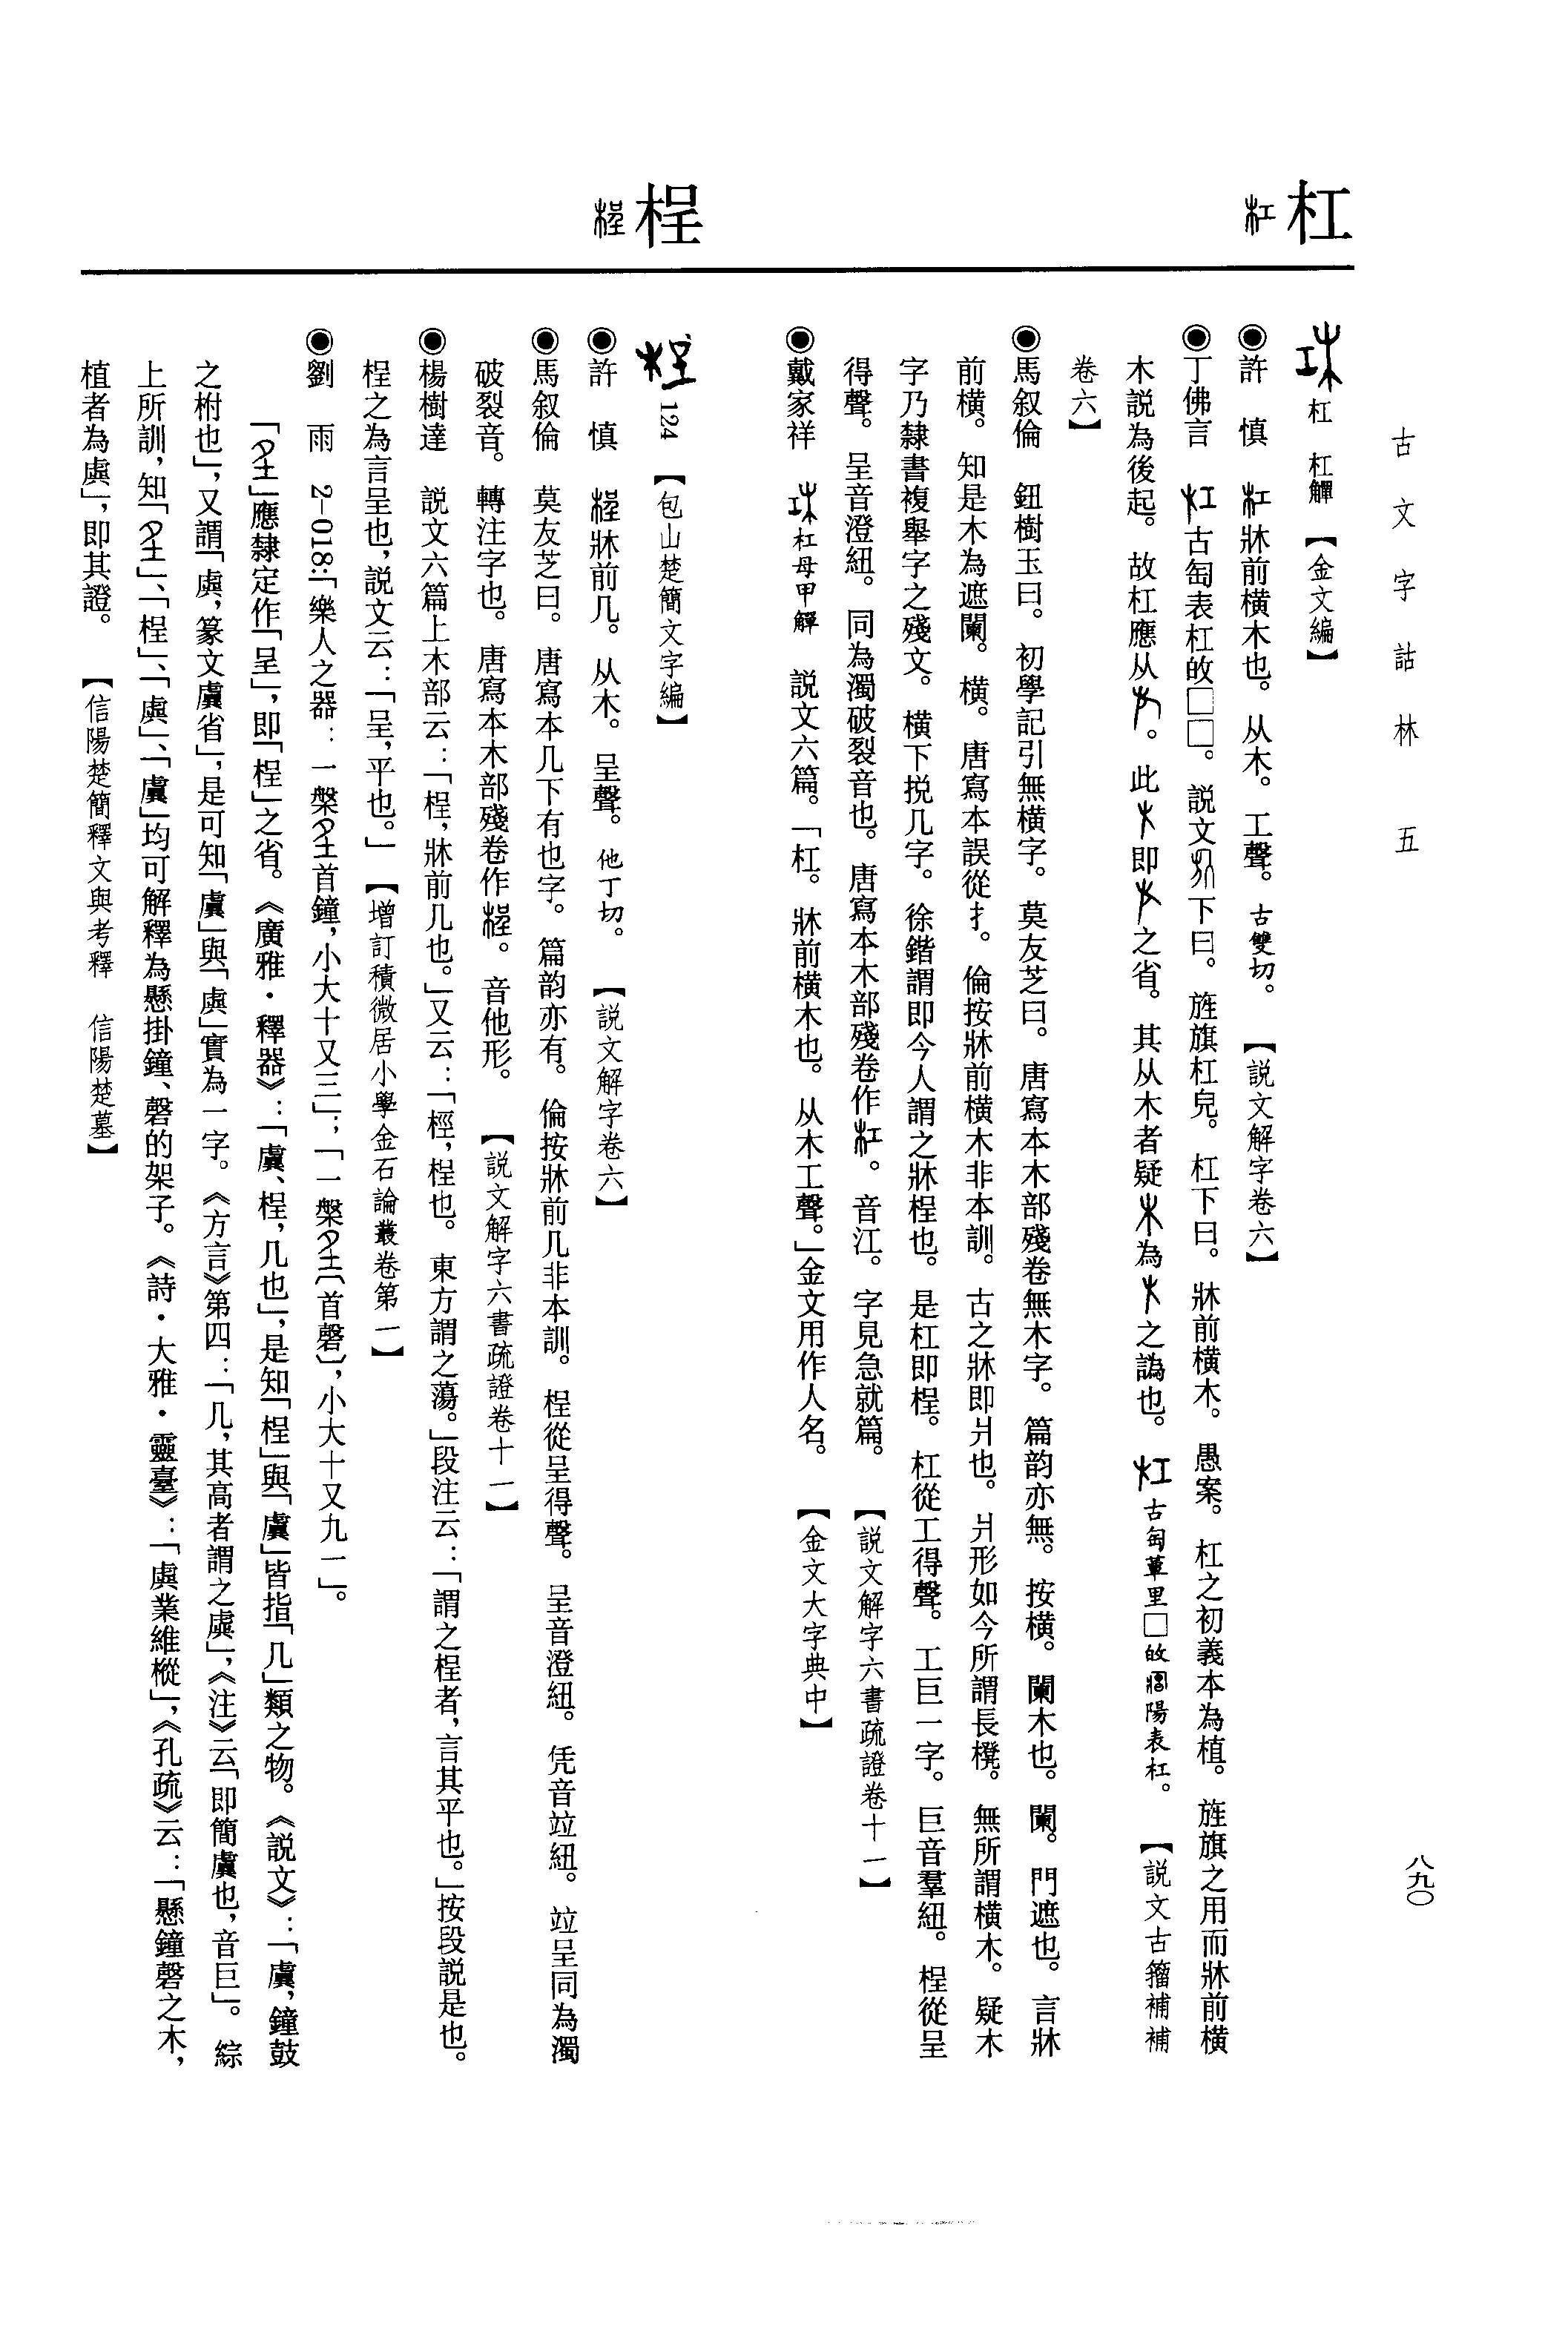 古文字詁林 五
八九〇
杠
杠 杠觶 【金文編】
◉許 慎 牀前横木也。从木。工聲。古雙切。 【説文解字卷六】
◉丁佛言 古匋表杠的□□。説文下曰。旌旗杠皃。杠下曰。牀前横木。愚案。杠之初義本為植。旌旗之用而牀前横
木説為後起。故杠應从。此即之省。其从木者疑為之譌也。 古匋蕈里□的陽表杠。 【説文古籀補補
卷六】
◉馬叙倫 鈕樹玉曰。初學記引無横字。莫友芝曰。唐寫本木部殘卷無木字。篇韵亦無。按横。闌木也。闌。門遮也。言牀
前横。知是木為遮闌。横。唐寫本誤從扌。倫按牀前横木非本訓。古之牀即爿也。爿形如今所謂長櫈。無所謂横木。疑木
字乃隸書複舉字之殘文。横下挩几字。徐鍇謂即今人謂之牀桯也。是杠即桯。杠從工得聲。工巨一字。巨音羣紐。桯從呈
得聲。呈音澄紐。同為濁破裂音也。唐寫本木部殘卷作。音江。字見急就篇。 【説文解字六書疏證卷十一】
◉戴家祥 杠母甲觶 説文六篇。「杠。牀前横木也。从木工聲。」金文用作人名。 【金文大字典中】
桯
124 【包山楚簡文字編】
◉許 慎 牀前几。从木。呈聲。他丁切。 【説文解字卷六】
◉馬叙倫 莫友芝曰。唐寫本几下有也字。篇韵亦有。倫按牀前几非本訓。桯從呈得聲。呈音澄紐。凭音竝紐。竝呈同為濁
破裂音。轉注字也。唐寫本木部殘卷作。音他形。 【説文解字六書疏證卷十一】
◉楊樹達 説文六篇上木部云：「桯，牀前几也。」又云：「桱，桯也。東方謂之蕩。」段注云：「謂之桯者，言其平也。」按段説是也。
桯之為言呈也，説文云：「呈，平也。」 【增訂積微居小學金石論叢卷第一】
◉劉 雨 2-018:「樂人之器：一槃首鐘，小大十又三」；「一槃〔首磬〕，小大十又九一」。
「」應隸定作「呈」，即「桯」之省。《廣雅·釋器》：「虡、桯，几也」，是知「桯」與「虡」皆指「几」類之物。《説文》：「虡，鐘鼓
之柎也」，又謂「虞，篆文虡省」，是可知「虡」與「虞」實為一字。《方言》第四：「几，其高者謂之虡」，《注》云「即簡虡也，音巨」。綜
上所訓，知「」、「桯」、「虞」、「虡」均可解釋為懸掛鐘、磬的架子。《詩·大雅·靈臺》：「虡業維樅」，《孔疏》云：「懸鐘磬之木，
植者為虡」，即其證。 【信陽楚簡釋文與考釋 信陽楚墓】